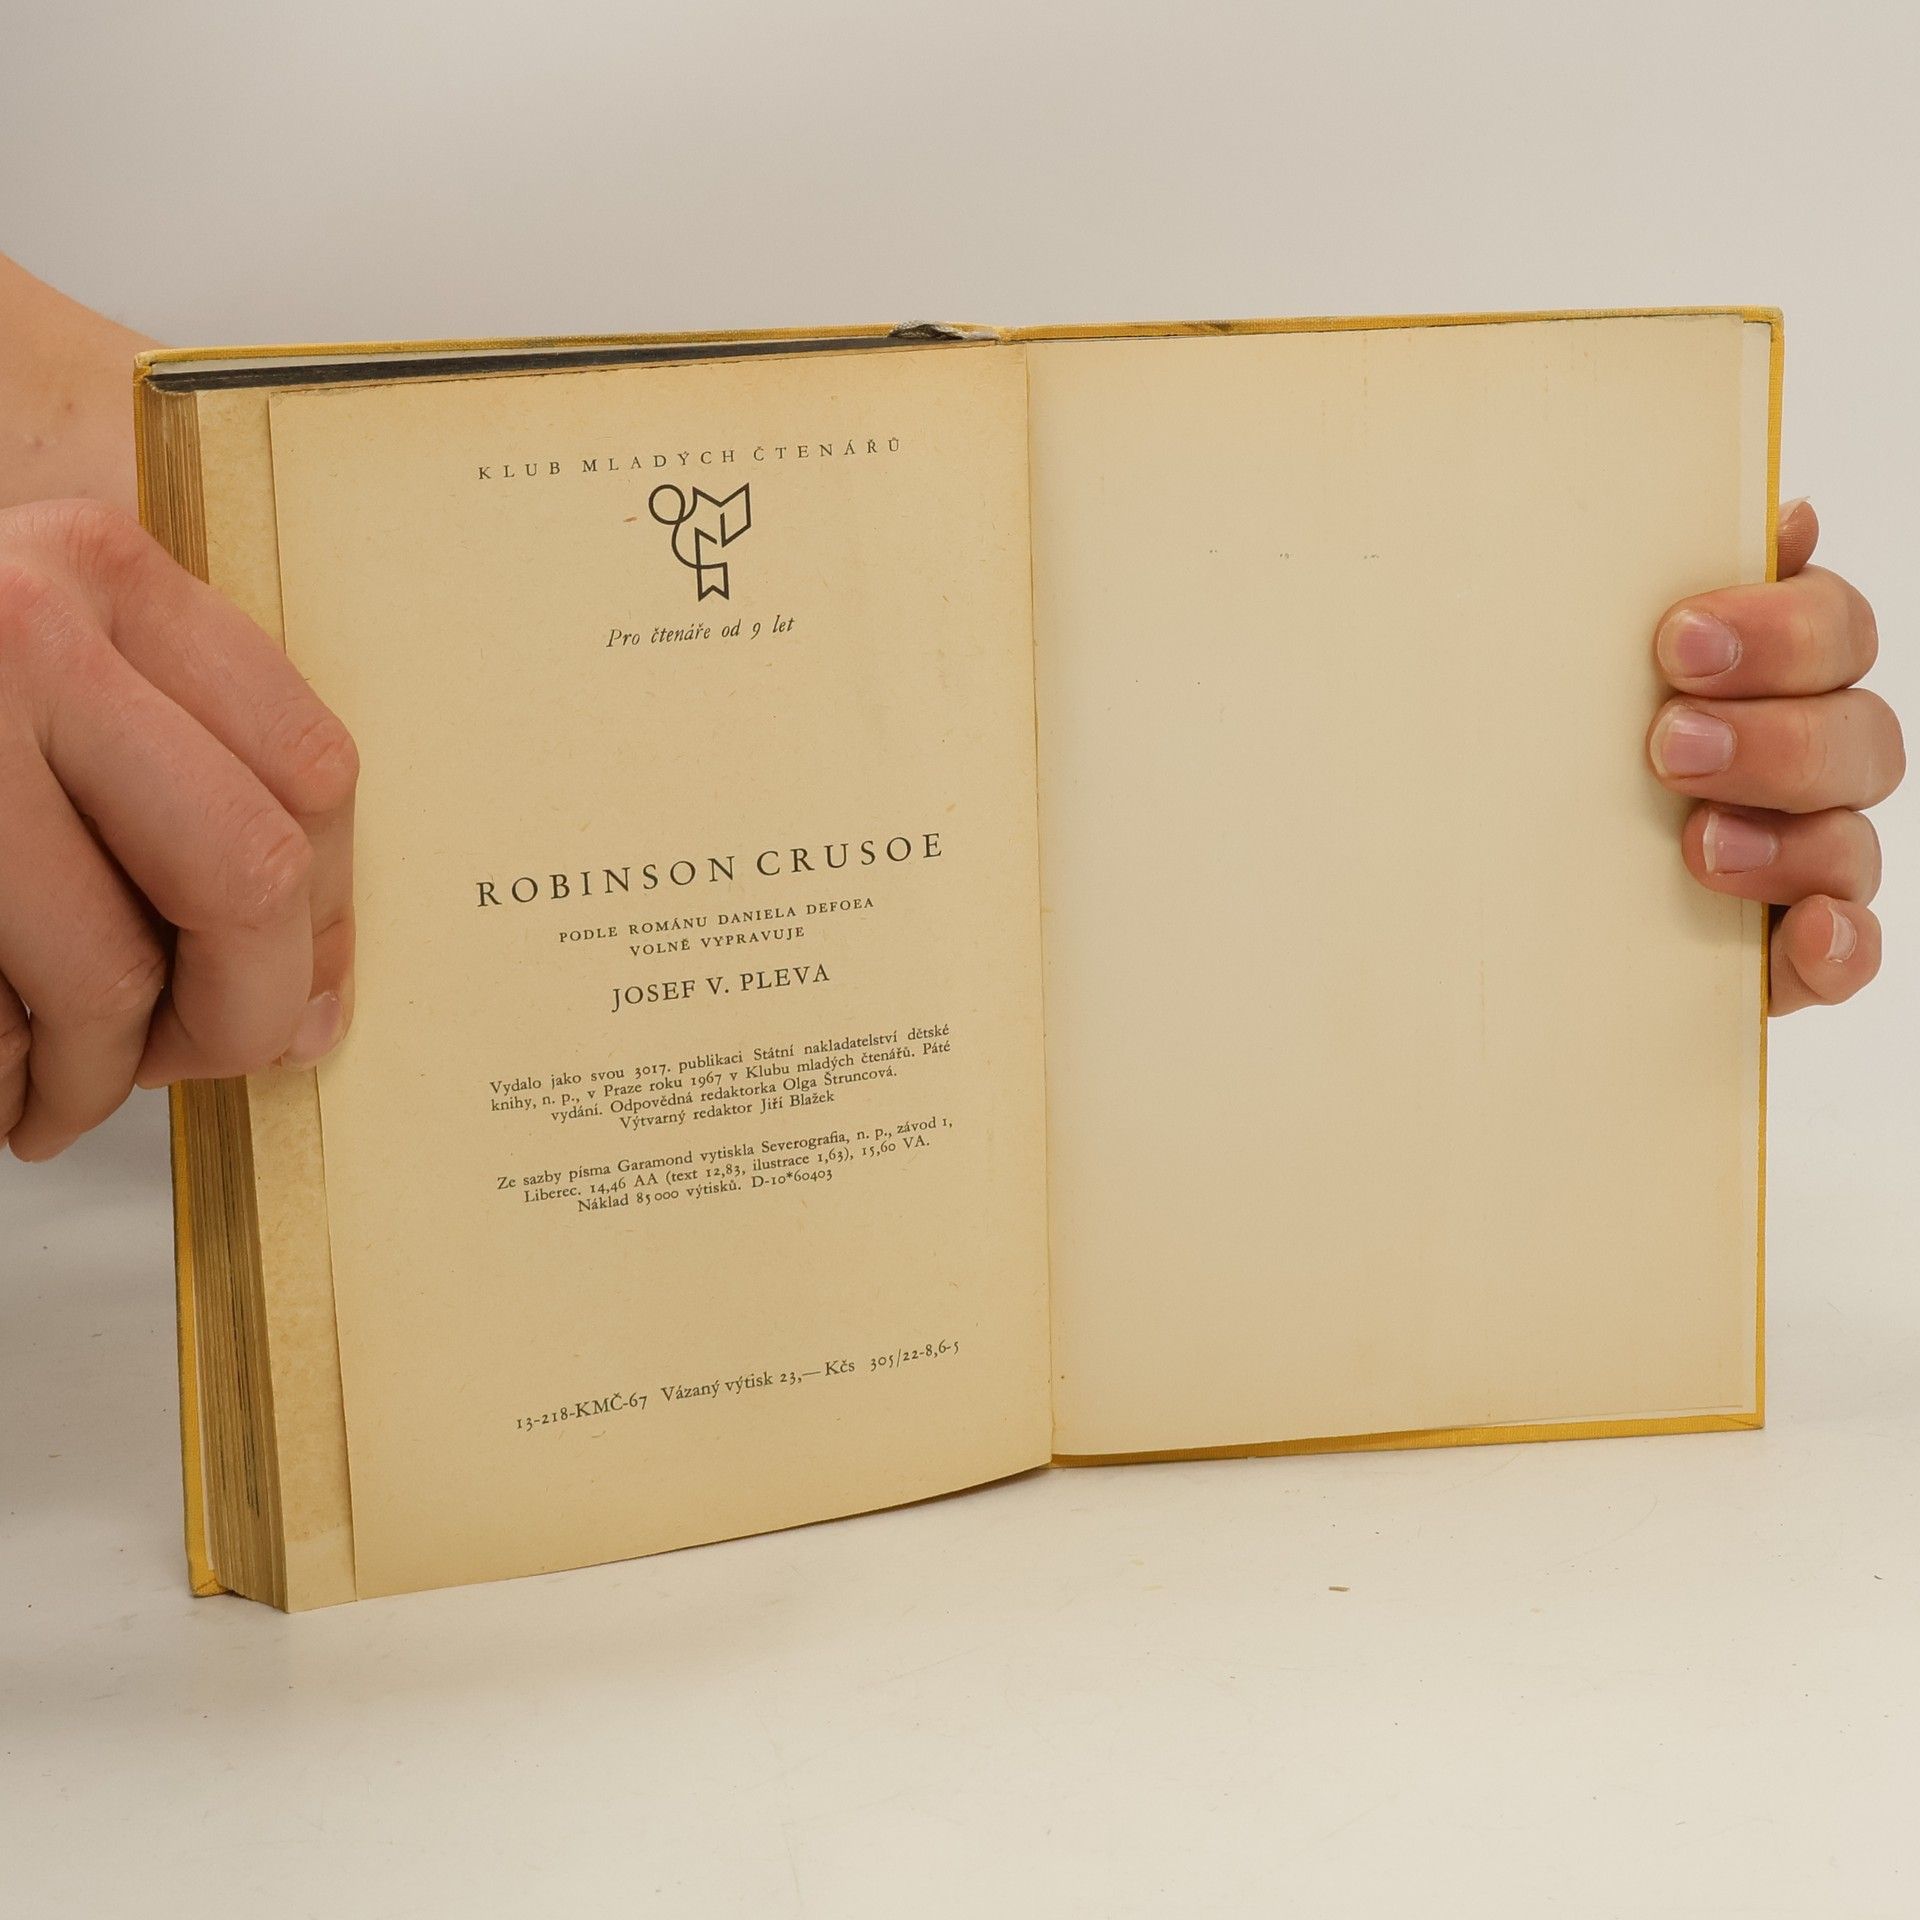 KLUB MLADÝCH ČTENÁŘŮ
Pro čtenáře od 9 let
ROBINSON CRUSOE
PODLE ROMÁNU DANIELA DEFOEA
VOLNĚ VYPRAVUJE
JOSEF V. PLEVA
Vydalo jako svou 3017. publikaci Státní nakladatelství dětské
knihy, n. p., v Praze roku 1967 v Klubu mladých čtenářů. Páté
vydání. Odpovědná redaktorka Olga Štruncová.
Výtvarný redaktor Jiří Blažek
Ze sazby písma Garamond vytiskla Severografia, n. p., závod 1,
Liberec. 14,46 AA (text 12,83, ilustrace 1,63), 15,60 VA.
Náklad 85 000 výtisků. D-10*60403
13-218-KMČ-67 Vázaný výtisk 23,— Kčs 305/22-8,6-5